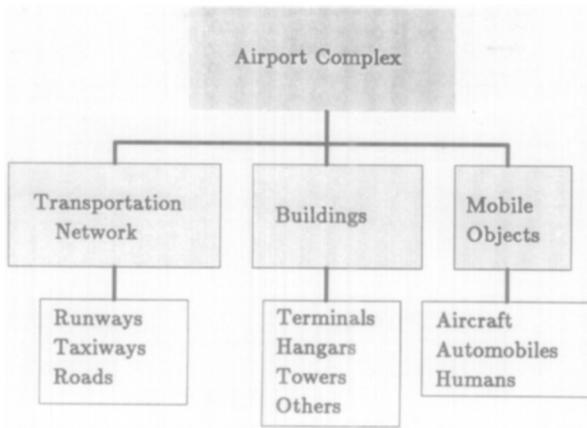 Airport Complex
Transportation
Network
Buildings
Mobile
Objects
Runways
Taxiways
Roads
Terminals
Hangars
Towers
Others
Aircraft
Automobiles
Humans